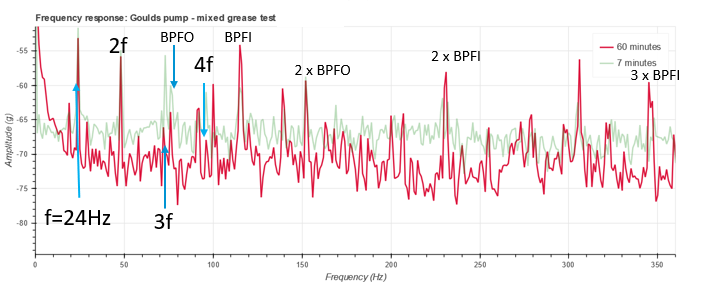 Frequency response: Goulds pump - mixed grease test
60 minutes
7 minutes
2f
BPFO
4f
BPFI
2 x BPFO
2 x BPFI
3 x BPFI
f=24Hz
3f
Amplitude (g)
-55
-60
-65
-70
-75
-80
0
50
100
150
200
250
300
350
Frequency (Hz)